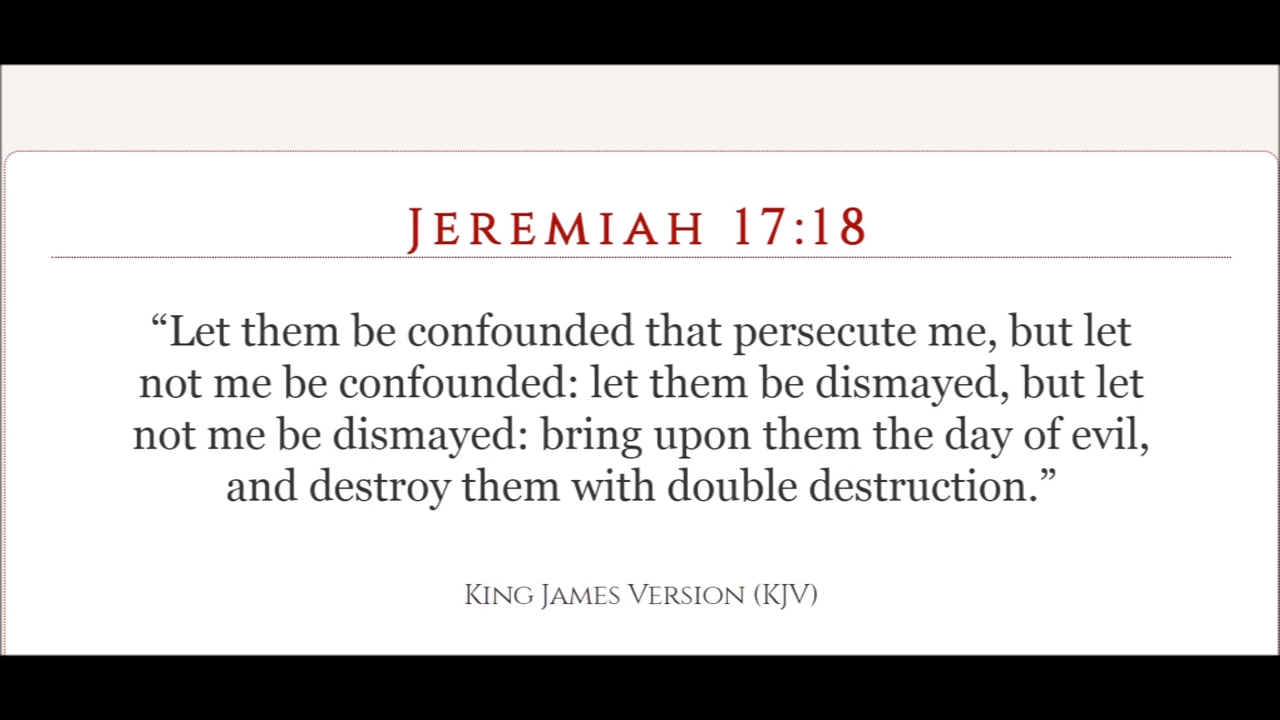 Jeremiah 17:18
“Let them be confounded that persecute me, but let
not me be confounded: let them be dismayed, but let
not me be dismayed: bring upon them the day of evil,
and destroy them with double destruction.”
King James Version (KJV)